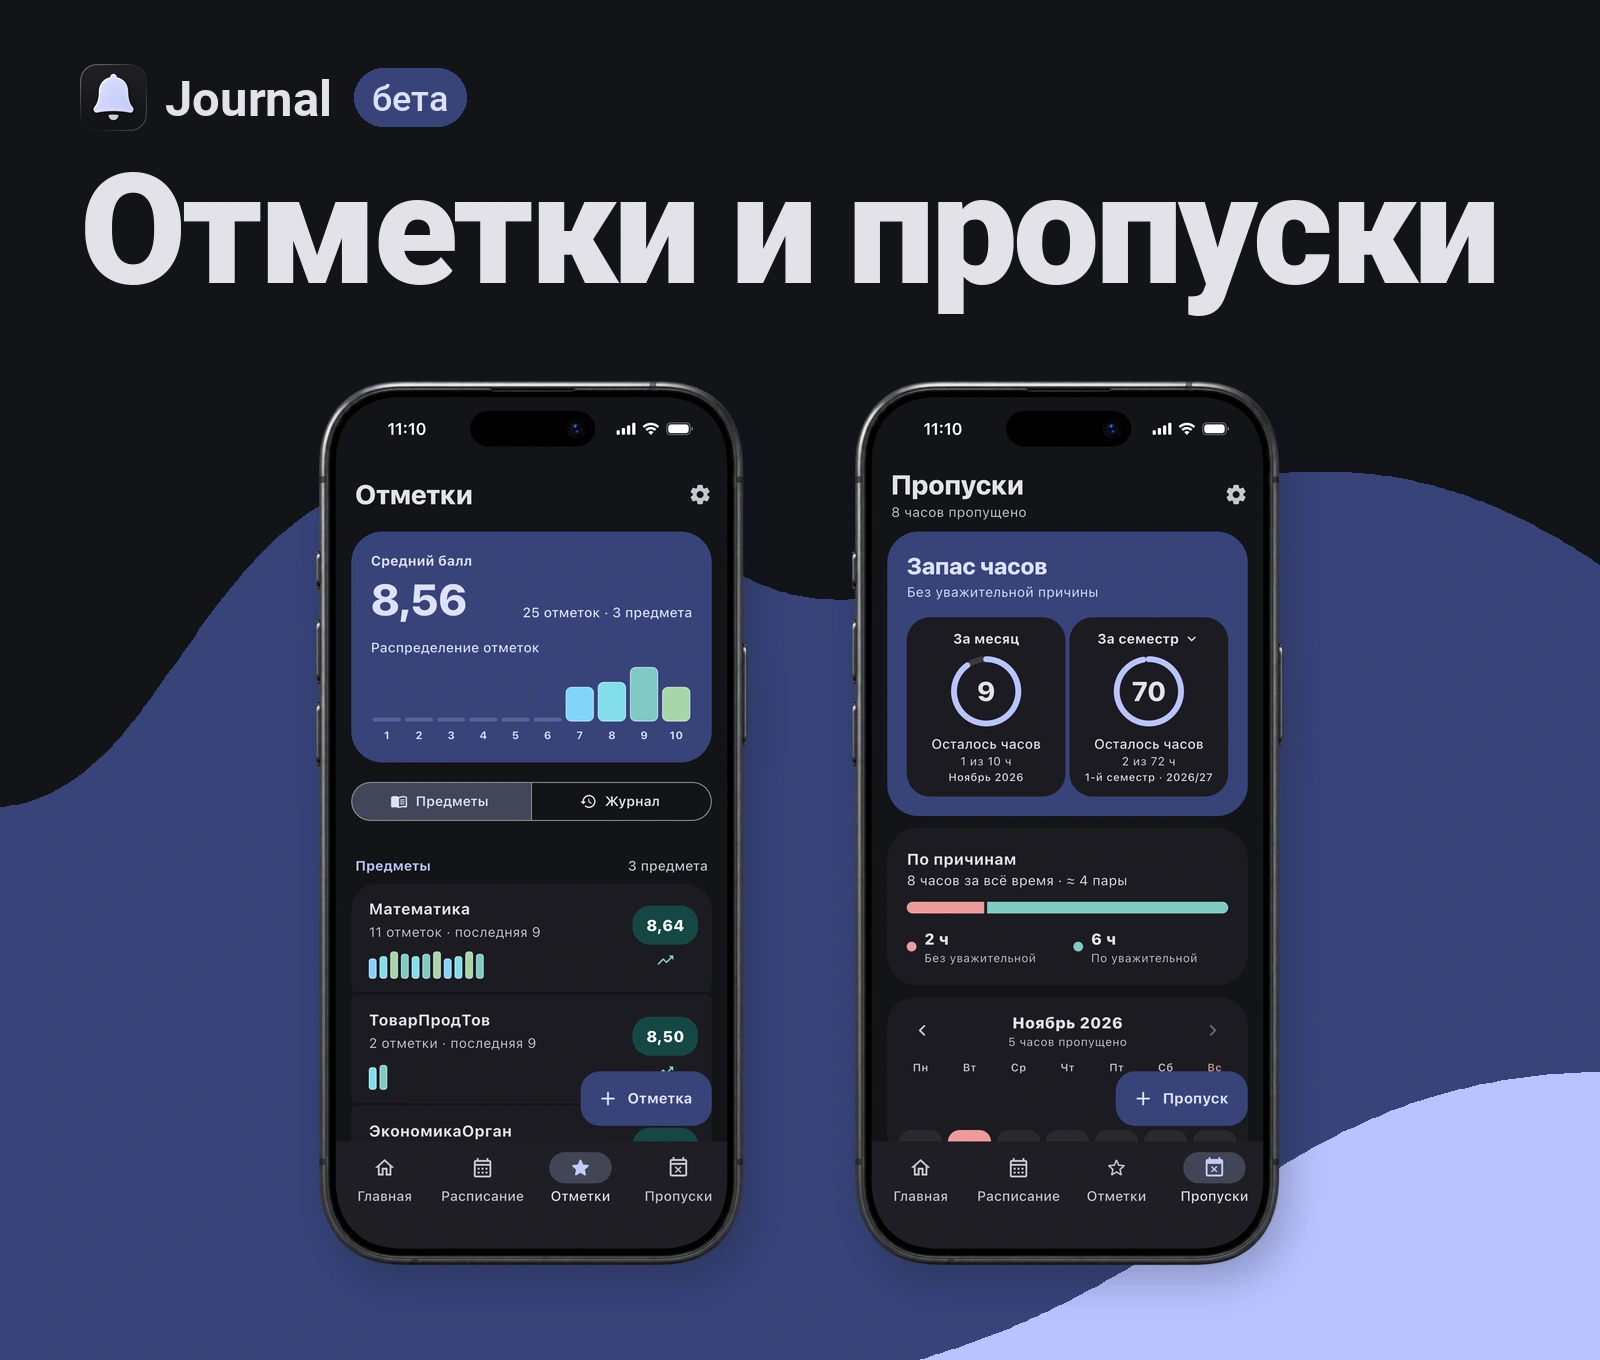 Journal бета
Отметки и пропуски
11:10
Отметки
Средний балл
8,56
25 отметок · 3 предмета
Распределение отметок
1 2 3 4 5 6 7 8 9 10
Предметы
Журнал
Предметы
3 предмета
Математика
11 отметок · последняя 9
8,64
ТоварПродТов
2 отметки · последняя 9
8,50
+ Отметка
ЭкономикаОрган
Главная Расписание Отметки Пропуски
11:10
Пропуски
8 часов пропущено
Запас часов
Без уважительной причины
За месяц
9
Осталось часов
1 из 10 ч
Ноябрь 2026
За семестр
70
Осталось часов
2 из 72 ч
1-й семестр · 2026/27
По причинам
8 часов за всё время · ≈ 4 пары
2 ч
Без уважительной
6 ч
По уважительной
Ноябрь 2026
5 часов пропущено
Пн Вт Ср Чт Пт Сб Вс
+ Пропуск
Главная Расписание Отметки Пропуски